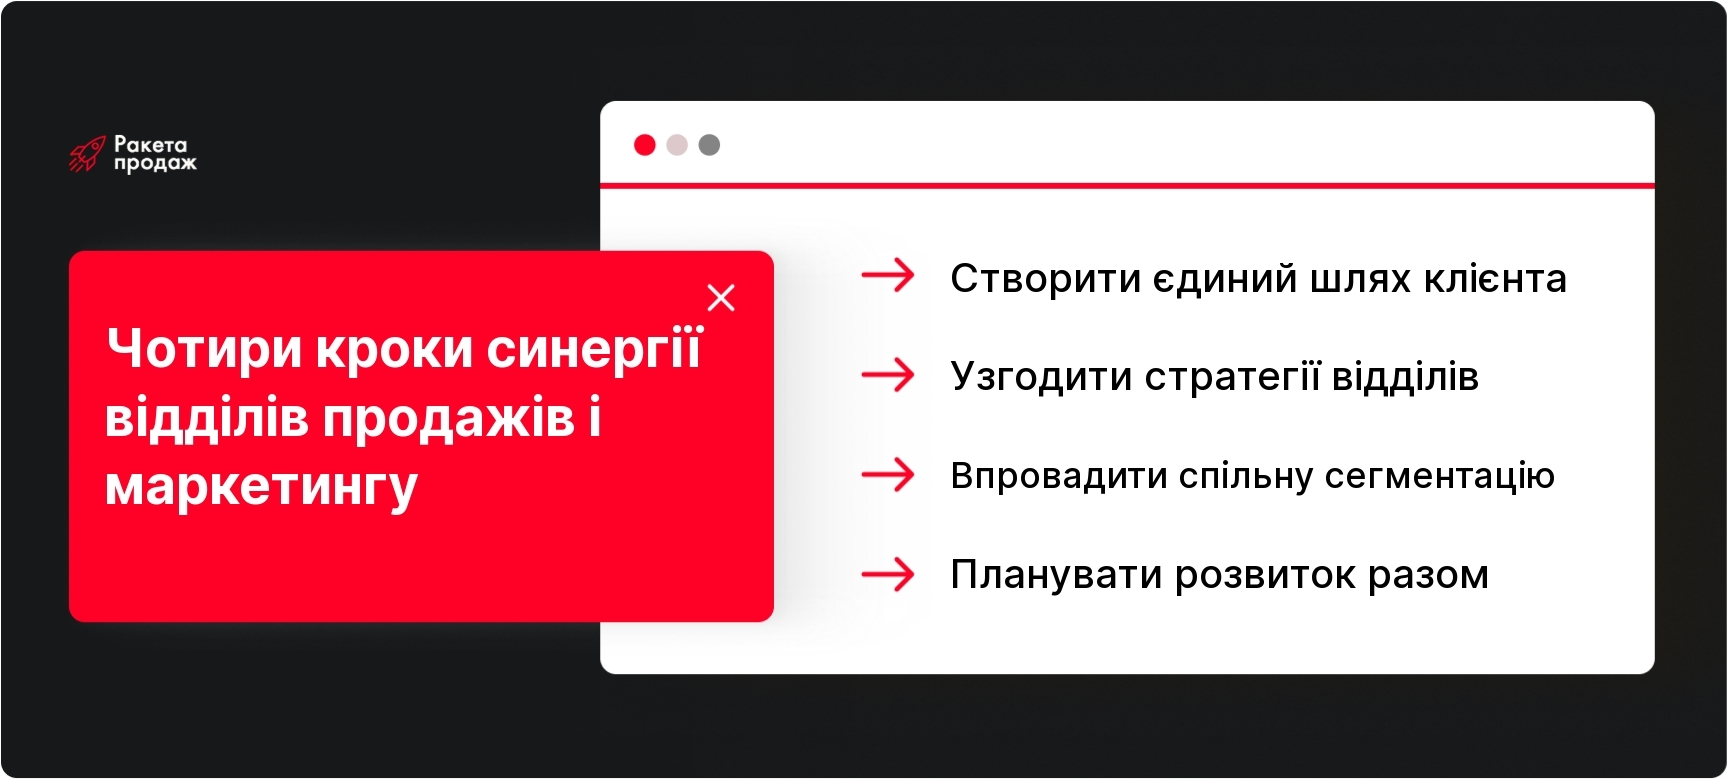 Ракета
продаж
Чотири кроки синергії
відділів продажів і
маркетингу
Створити єдиний шлях клієнта
Узгодити стратегії відділів
Впровадити спільну сегментацію
Планувати розвиток разом